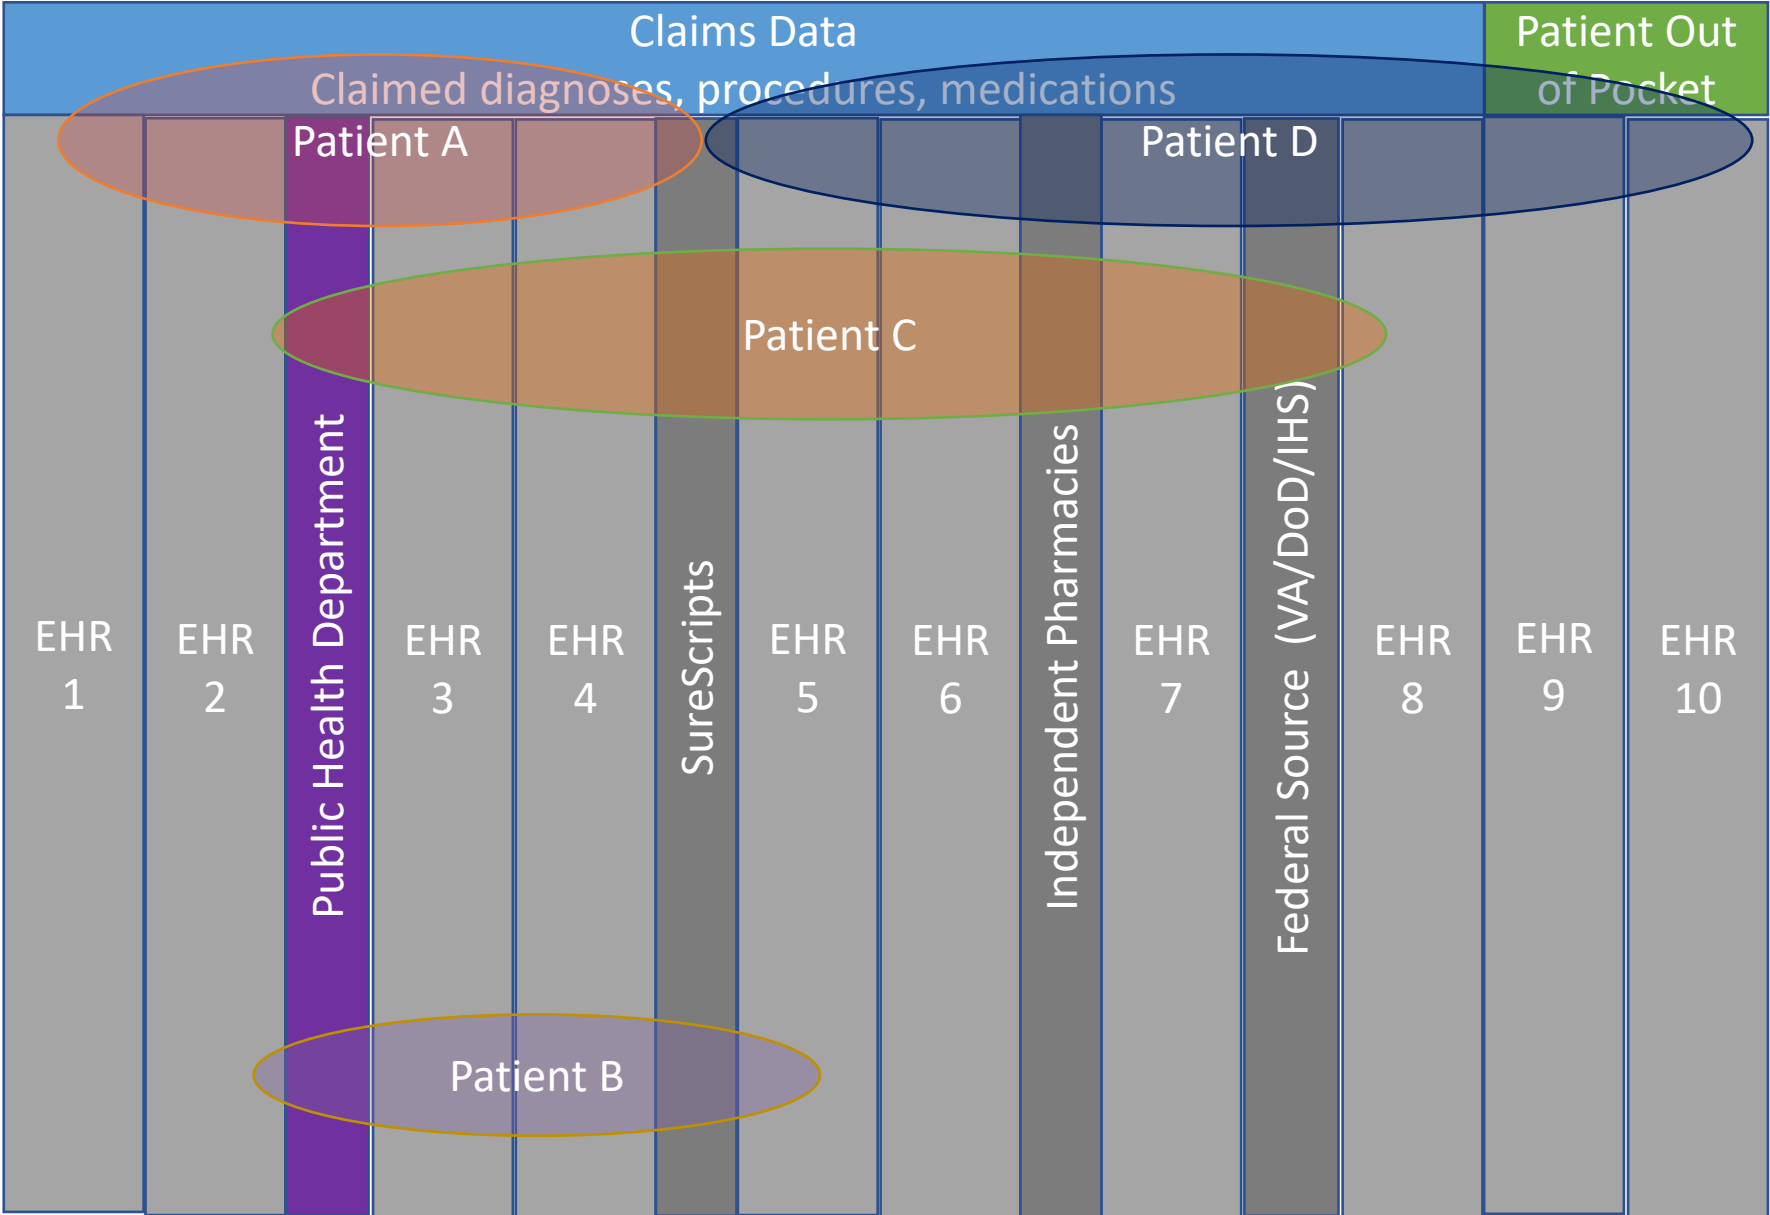 Claims Data
Claimed diagnoses, procedures, medications
Patient Out
of Pocket
Patient A
Patient D
Patient C
EHR
1
EHR
2
Public Health Department
EHR
3
EHR
4
SureScripts
EHR
5
EHR
6
Independent Pharmacies
EHR
7
Federal Source (VA/DoD/IHS)
EHR
8
EHR
9
EHR
10
Patient B